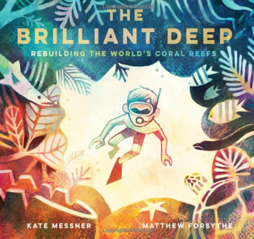 THE
BRILLIANT DEEP
REBUILDING THE WORLD'S CORAL REEFS
KATE MESSNER MATTHEW FORSYTHE